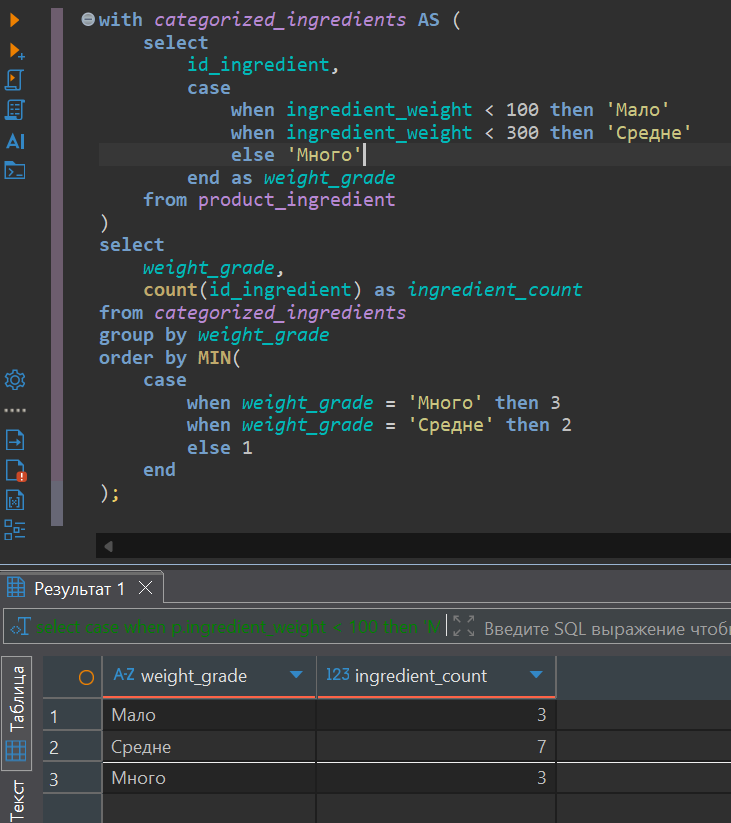 with categorized_ingredients AS (
select
id_ingredient,
case
when ingredient_weight < 100 then 'Мало'
when ingredient_weight < 300 then 'Средне'
else 'Много'
end as weight_grade
from product_ingredient
)
select
weight_grade,
count(id_ingredient) as ingredient_count
from categorized_ingredients
group by weight_grade
order by MIN(
case
when weight_grade = 'Много' then 3
when weight_grade = 'Средне' then 2
else 1
end
);
AI
Результат 1
select case when p.ingredient_weight < 100 then 'М
Введите SQL выражение чтобы
Таблица
Текст
A-Z weight_grade 123 ingredient_count
1 Мало 3
2 Средне 7
3 Много 3